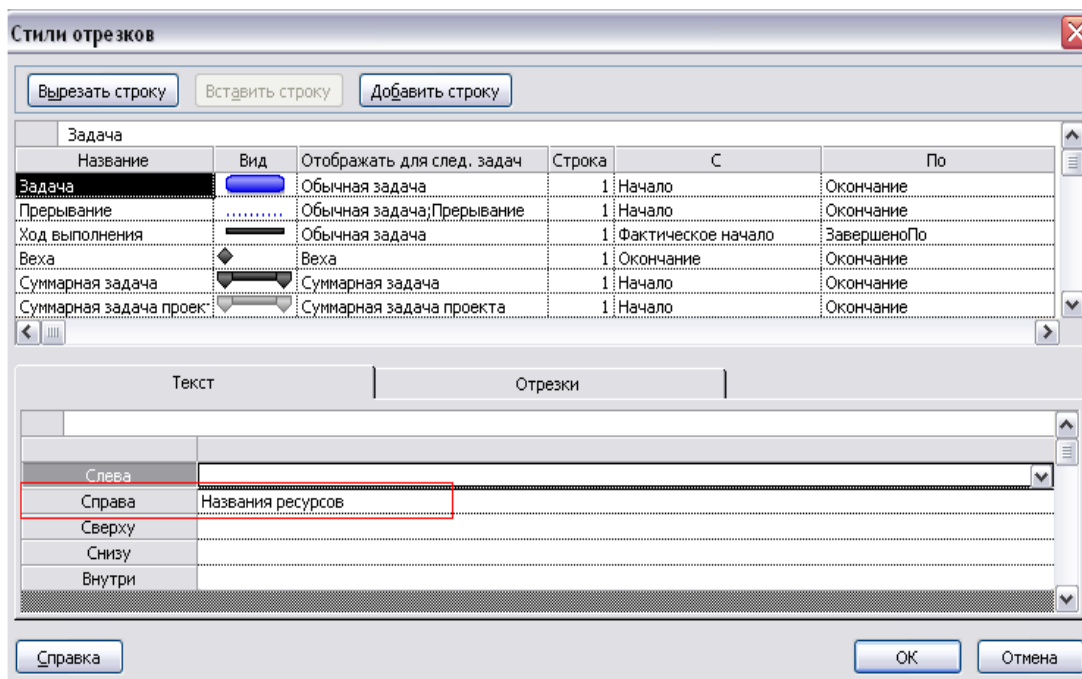 Стили отрезков
Вырезать строку Вставить строку Добавить строку
Задача
Название Вид Отображать для след. задач Строка С По
Задача Обычная задача 1 Начало Окончание
Прерывание Обычная задача;Прерывание 1 Начало Окончание
Ход выполнения Обычная задача 1 Фактическое начало ЗавершеноПо
Веха Веха 1 Окончание Окончание
Суммарная задача Суммарная задача 1 Начало Окончание
Суммарная задача проек Суммарная задача проекта 1 Начало Окончание
Текст Отрезки
Слева
Справа Названия ресурсов
Сверху
Снизу
Внутри
Справка ОК Отмена